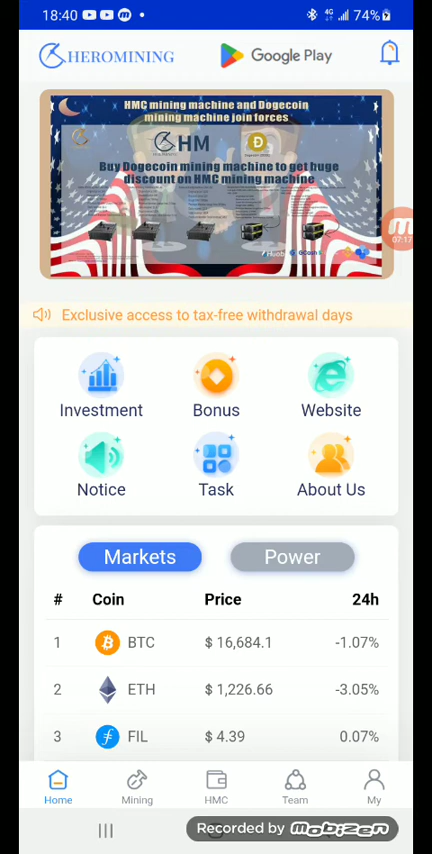 18:40
4G
74%
HEROMINING
Google Play
HMC mining machine and Dogecoin
mining machine join forces
HM
Buy Dogecoin mining machine to get huge
discount on HMC mining machine
07:17
Exclusive access to tax-free withdrawal days
Investment
Bonus
Website
Notice
Task
About Us
Markets
Power
# Coin Price 24h
1 BTC $ 16,684.1 -1.07%
2 ETH $ 1,226.66 -3.05%
3 FIL $ 4.39 0.07%
Home
Mining
HMC
Team
My
Recorded by MOBIZEN